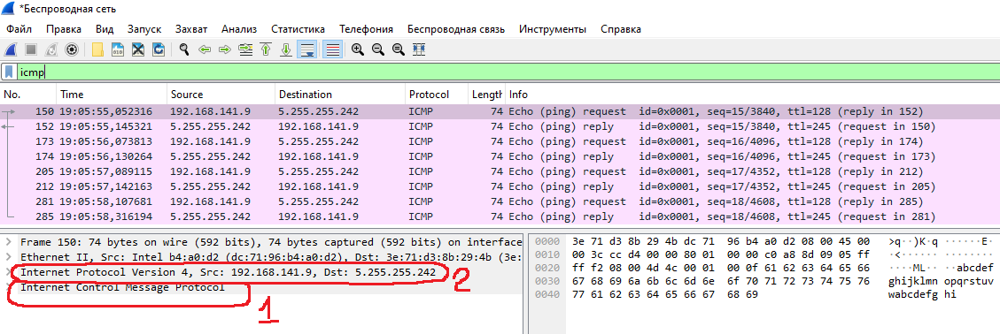 *Беспроводная сеть
Файл Правка Вид Запуск Захват Анализ Статистика Телефония Беспроводная связь Инструменты Справка
icmp
No. Time Source Destination Protocol Length Info
150 19:05:55,052316 192.168.141.9 5.255.255.242 ICMP 74 Echo (ping) request id=0x0001, seq=15/3840, ttl=128 (reply in 152)
152 19:05:55,145321 5.255.255.242 192.168.141.9 ICMP 74 Echo (ping) reply id=0x0001, seq=15/3840, ttl=245 (request in 150)
173 19:05:56,073813 192.168.141.9 5.255.255.242 ICMP 74 Echo (ping) request id=0x0001, seq=16/4096, ttl=128 (reply in 174)
174 19:05:56,130264 5.255.255.242 192.168.141.9 ICMP 74 Echo (ping) reply id=0x0001, seq=16/4096, ttl=245 (request in 173)
205 19:05:57,089115 192.168.141.9 5.255.255.242 ICMP 74 Echo (ping) request id=0x0001, seq=17/4352, ttl=128 (reply in 212)
212 19:05:57,142163 5.255.255.242 192.168.141.9 ICMP 74 Echo (ping) reply id=0x0001, seq=17/4352, ttl=245 (request in 205)
281 19:05:58,107681 192.168.141.9 5.255.255.242 ICMP 74 Echo (ping) request id=0x0001, seq=18/4608, ttl=128 (reply in 285)
285 19:05:58,316194 5.255.255.242 192.168.141.9 ICMP 74 Echo (ping) reply id=0x0001, seq=18/4608, ttl=245 (request in 281)
Frame 150: 74 bytes on wire (592 bits), 74 bytes captured (592 bits) on interface
Ethernet II, Src: Intel b4:a0:d2 (dc:71:96:b4:a0:d2), Dst: 3e:71:d3:8b:29:4b (3e:
Internet Protocol Version 4, Src: 192.168.141.9, Dst: 5.255.255.242
2
Internet Control Message Protocol
1
0000 3e 71 d3 8b 29 4b dc 71 96 b4 a0 d2 08 00 45 00 >q··)K·q ······E·
0010 00 3c cc d4 00 00 80 01 00 00 c0 a8 8d 09 05 ff ·<······ ········
0020 ff f2 08 00 4d 4c 00 01 00 0f 61 62 63 64 65 66 ····ML·· ··abcdef
0030 67 68 69 6a 6b 6c 6d 6e 6f 70 71 72 73 74 75 76 ghijklmn opqrstuv
0040 77 61 62 63 64 65 66 67 68 69 wabcdefg hi